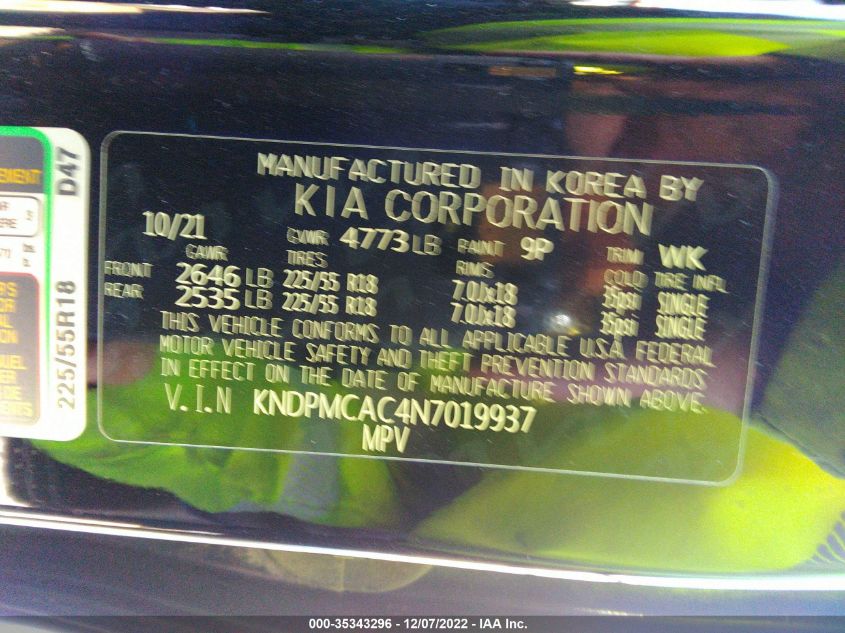 MANUFACTURED IN KOREA BY
KIA CORPORATION
10/21 GVWR 4773 LB PAINT 9P TRIM WK
GAWR TIRES RIMS COLD TIRE INFL
FRONT 2646 LB 225/55 R18 7.0Jx18 35psi SINGLE
REAR 2535 LB 225/55 R18 7.0Jx18 35psi SINGLE
THIS VEHICLE CONFORMS TO ALL APPLICABLE U.S.A. FEDERAL
MOTOR VEHICLE SAFETY AND THEFT PREVENTION STANDARDS
IN EFFECT ON THE DATE OF MANUFACTURE SHOWN ABOVE.
V.I.N KNDPMCAC4N7019937
MPV
225/55R18 D47
000-35343296 - 12/07/2022 - IAA Inc.